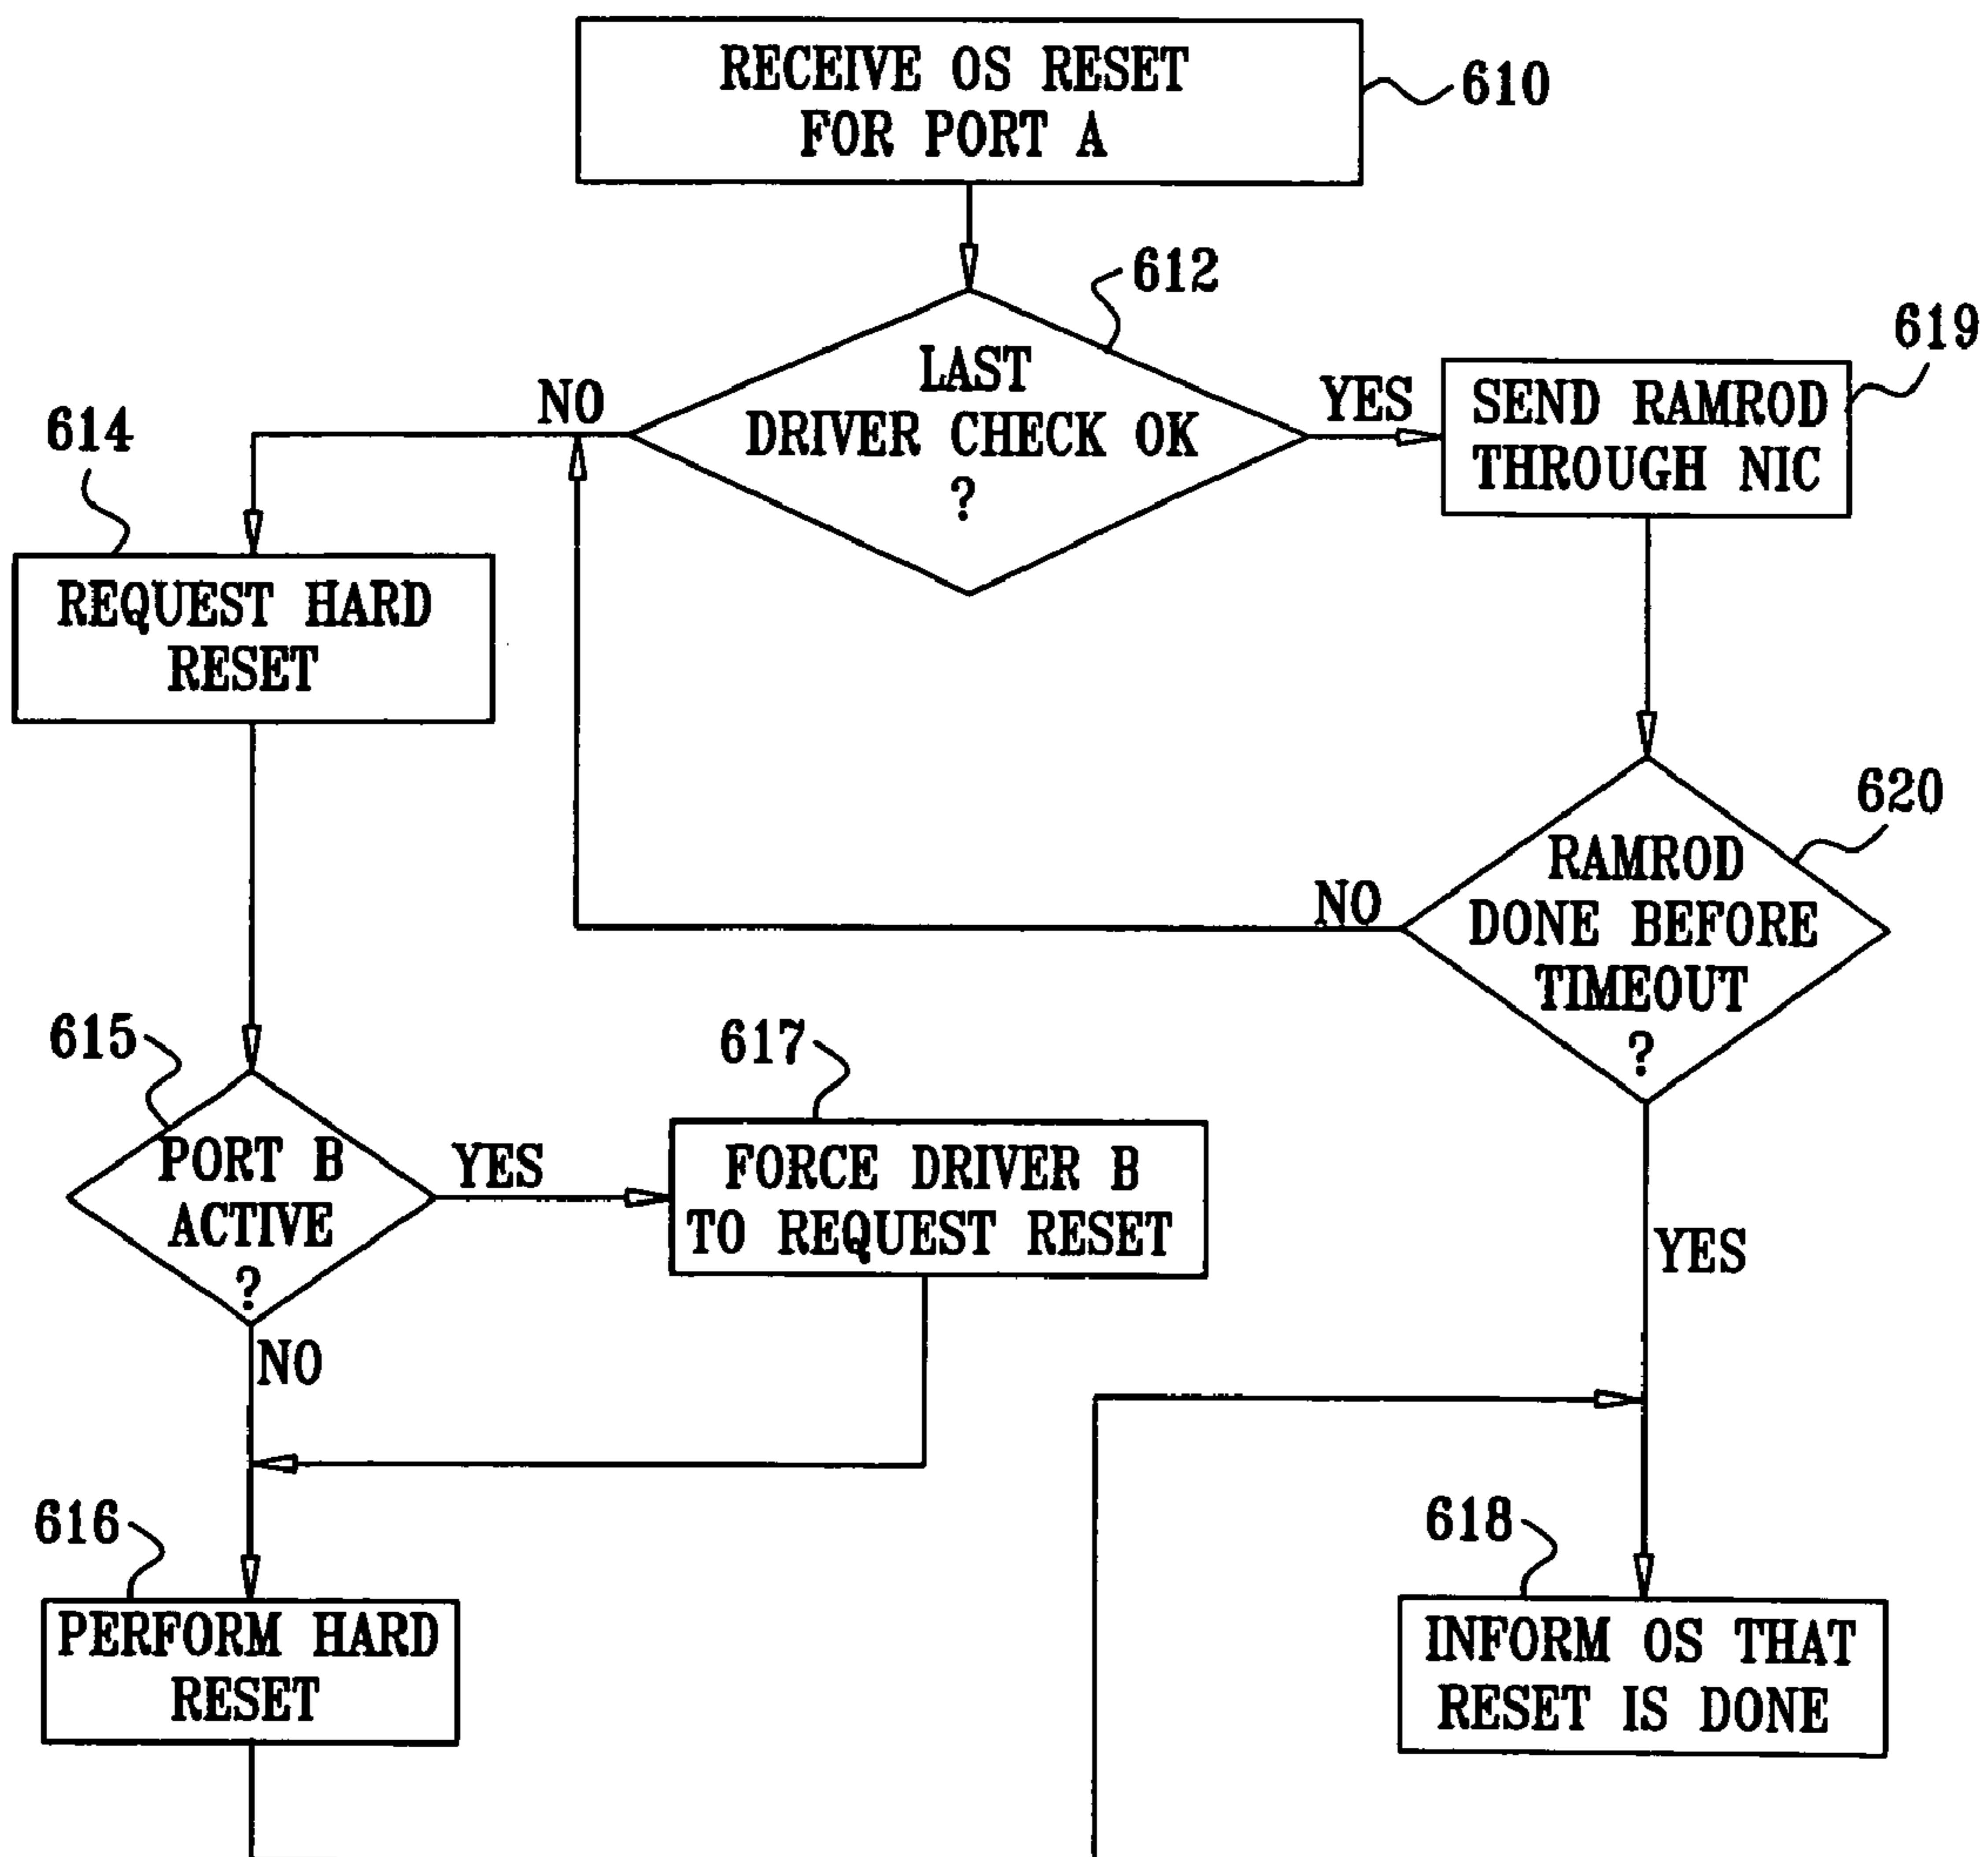 RECEIVE OS RESET
FOR PORT A
610
612
LAST
DRIVER CHECK OK
?
NO
YES
619
SEND RAMROD
THROUGH NIC
614
REQUEST HARD
RESET
620
RAMROD
DONE BEFORE
TIMEOUT
?
NO
YES
615
PORT B
ACTIVE
?
YES
NO
617
FORCE DRIVER B
TO REQUEST RESET
616
PERFORM HARD
RESET
618
INFORM OS THAT
RESET IS DONE